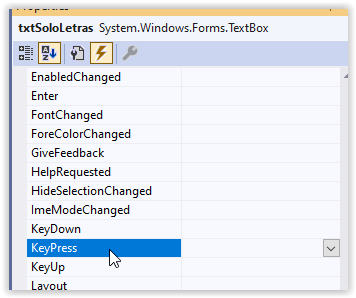 Properties
txtSoloLetras System.Windows.Forms.TextBox
EnabledChanged
Enter
FontChanged
ForeColorChanged
GiveFeedback
HelpRequested
HideSelectionChanged
ImeModeChanged
KeyDown
KeyPress
KeyUp
Layout